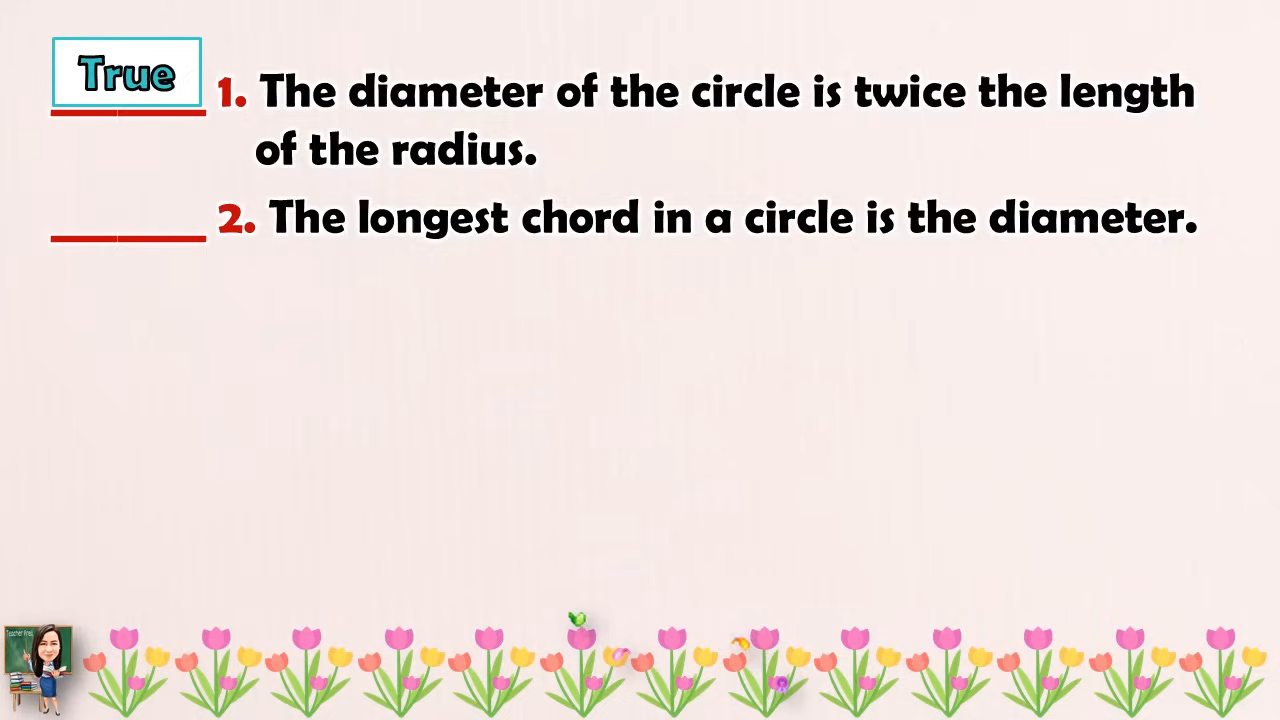 True
1. The diameter of the circle is twice the length
of the radius.
2. The longest chord in a circle is the diameter.